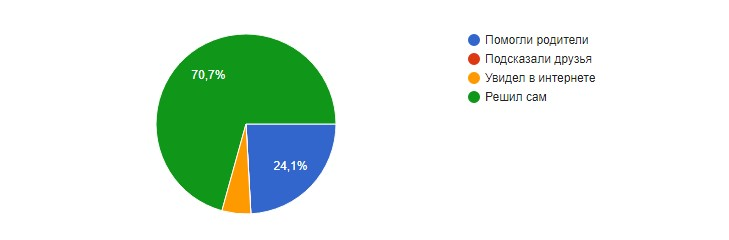 70,7%
24,1%
Помогли родители
Подсказали друзья
Увидел в интернете
Решил сам